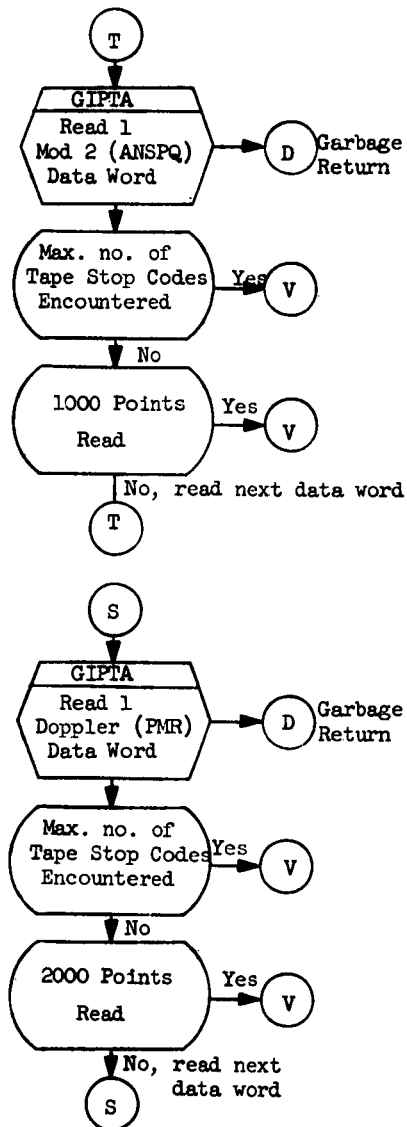 T
GIPTA
Read 1
Mod 2 (ANSPQ)
Data Word
D
Garbage
Return
Max. no. of
Tape Stop Codes
Encountered
Yes
V
No
1000 Points
Read
Yes
V
No, read next data word
T
S
GIPTA
Read 1
Doppler (PMR)
Data Word
D
Garbage
Return
Max. no. of
Tape Stop Codes
Encountered
Yes
V
No
2000 Points
Read
Yes
V
No, read next
data word
S